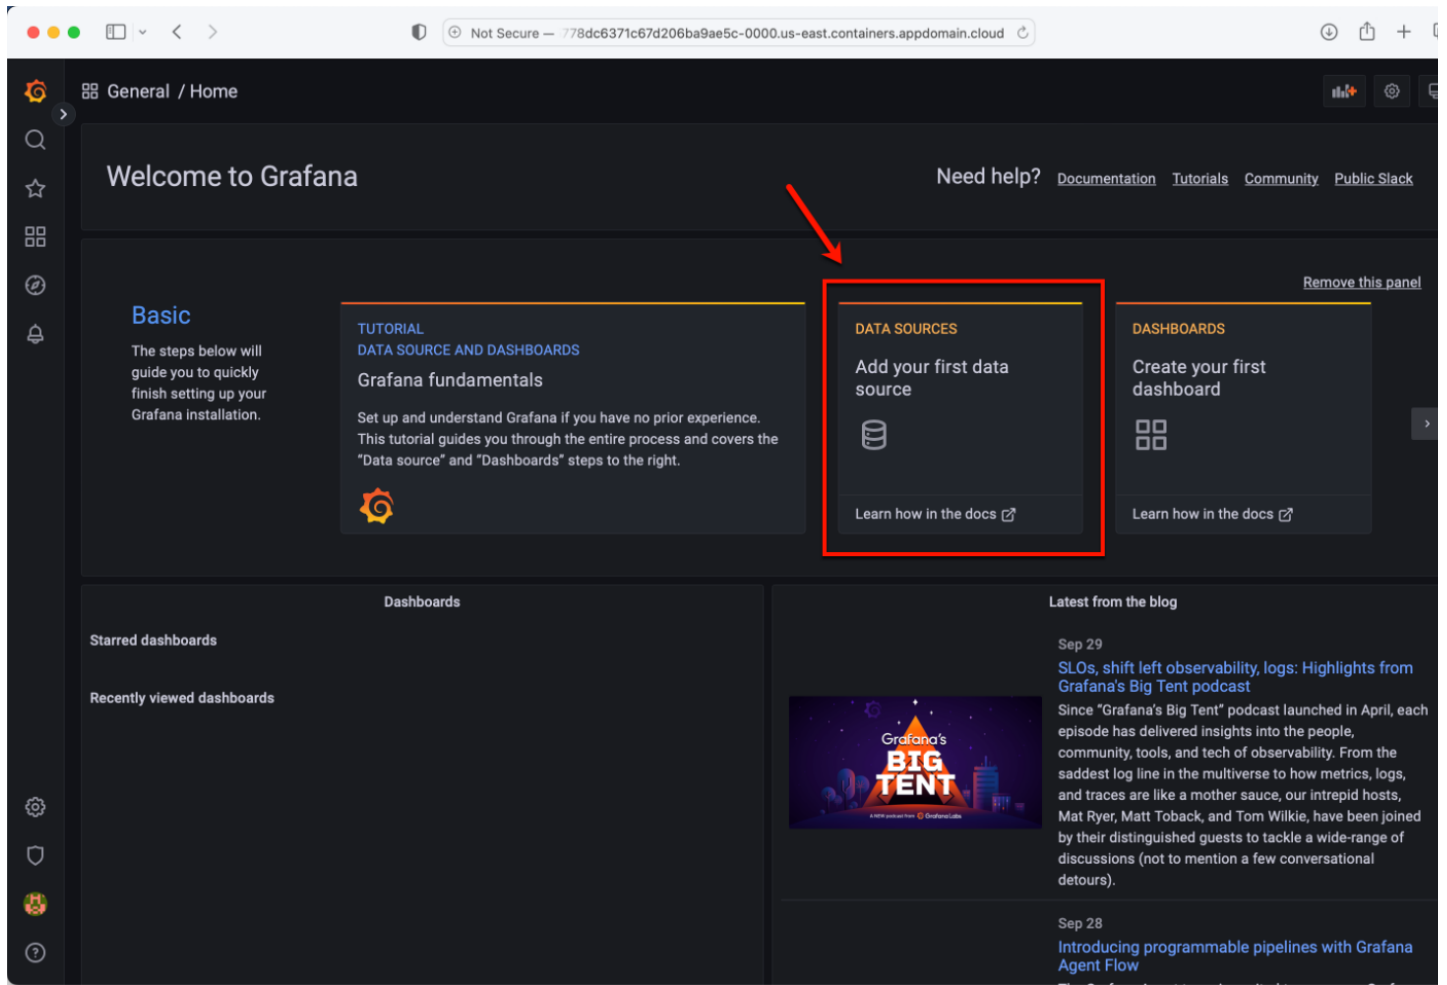 Not Secure — 778dc6371c67d206ba9ae5c-0000.us-east.containers.appdomain.cloud
General / Home
Welcome to Grafana
Need help?
Documentation
Tutorials
Community
Public Slack
Remove this panel
Basic
The steps below will
guide you to quickly
finish setting up your
Grafana installation.
TUTORIAL
DATA SOURCE AND DASHBOARDS
Grafana fundamentals
Set up and understand Grafana if you have no prior experience.
This tutorial guides you through the entire process and covers the
"Data source" and "Dashboards" steps to the right.
DATA SOURCES
Add your first data
source
Learn how in the docs
DASHBOARDS
Create your first
dashboard
Learn how in the docs
Dashboards
Starred dashboards
Recently viewed dashboards
Latest from the blog
Grafana's
BIG
TENT
A NEW podcast from Grafana Labs
Sep 29
SLOs, shift left observability, logs: Highlights from
Grafana's Big Tent podcast
Since "Grafana's Big Tent" podcast launched in April, each
episode has delivered insights into the people,
community, tools, and tech of observability. From the
saddest log line in the multiverse to how metrics, logs,
and traces are like a mother sauce, our intrepid hosts,
Mat Ryer, Matt Toback, and Tom Wilkie, have been joined
by their distinguished guests to tackle a wide-range of
discussions (not to mention a few conversational
detours).
Sep 28
Introducing programmable pipelines with Grafana
Agent Flow